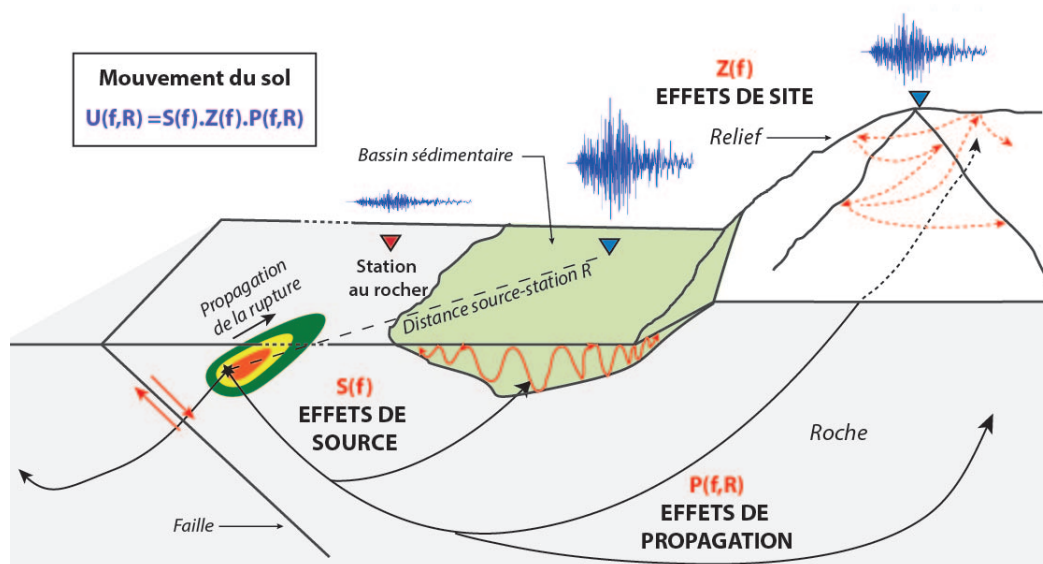 Mouvement du sol
U(f,R) =S(f).Z(f).P(f,R)
Z(f)
EFFETS DE SITE
Relief
Bassin sédimentaire
Station
au rocher
Distance source-station R
Propagation
de la rupture
S(f)
EFFETS DE
SOURCE
Roche
P(f,R)
EFFETS DE
PROPAGATION
Faille